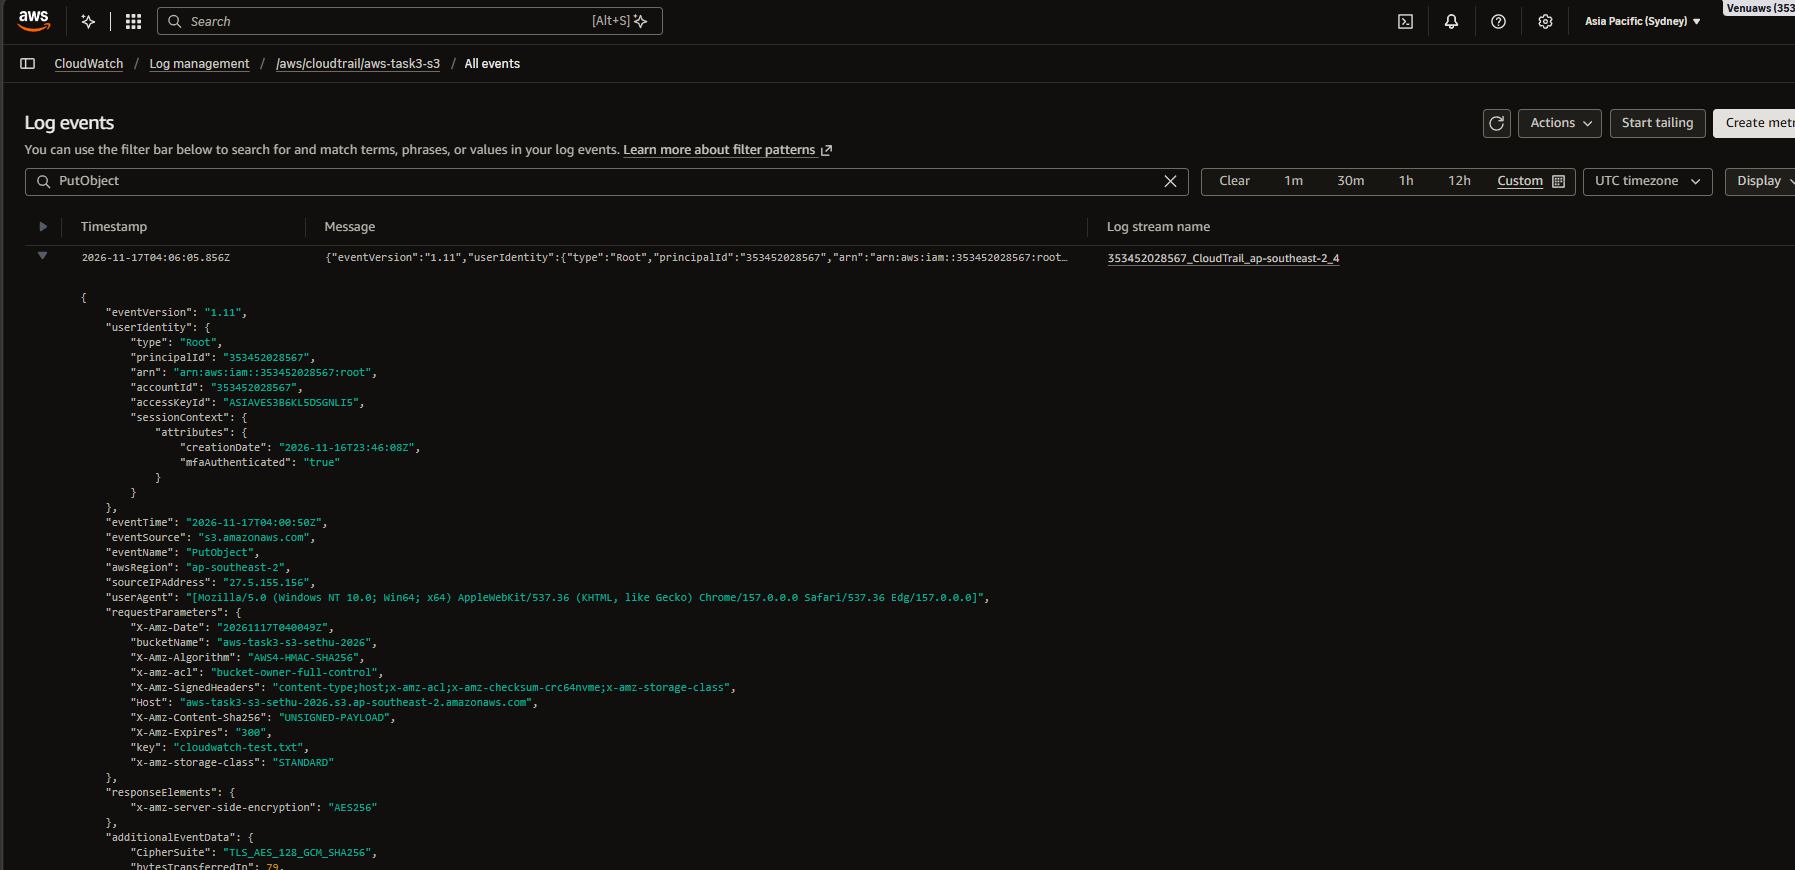 aws
Search [Alt+S]
Asia Pacific (Sydney)
Venuaws (353
CloudWatch / Log management / /aws/cloudtrail/aws-task3-s3 / All events
Log events
Actions
Start tailing
Create metr
You can use the filter bar below to search for and match terms, phrases, or values in your log events. Learn more about filter patterns
PutObject
Clear 1m 30m 1h 12h Custom
UTC timezone
Display
Timestamp Message Log stream name
2026-11-17T04:06:05.856Z {"eventVersion":"1.11","userIdentity":{"type":"Root","principalId":"353452028567","arn":"arn:aws:iam::353452028567:root… 353452028567_CloudTrail_ap-southeast-2_4
{
"eventVersion": "1.11",
"userIdentity": {
"type": "Root",
"principalId": "353452028567",
"arn": "arn:aws:iam::353452028567:root",
"accountId": "353452028567",
"accessKeyId": "ASIAVES3B6KL5DSGNLI5",
"sessionContext": {
"attributes": {
"creationDate": "2026-11-16T23:46:08Z",
"mfaAuthenticated": "true"
}
}
},
"eventTime": "2026-11-17T04:00:50Z",
"eventSource": "s3.amazonaws.com",
"eventName": "PutObject",
"awsRegion": "ap-southeast-2",
"sourceIPAddress": "27.5.155.156",
"userAgent": "[Mozilla/5.0 (Windows NT 10.0; Win64; x64) AppleWebKit/537.36 (KHTML, like Gecko) Chrome/157.0.0.0 Safari/537.36 Edg/157.0.0.0]",
"requestParameters": {
"X-Amz-Date": "20261117T040049Z",
"bucketName": "aws-task3-s3-sethu-2026",
"X-Amz-Algorithm": "AWS4-HMAC-SHA256",
"x-amz-acl": "bucket-owner-full-control",
"X-Amz-SignedHeaders": "content-type;host;x-amz-acl;x-amz-checksum-crc64nvme;x-amz-storage-class",
"Host": "aws-task3-s3-sethu-2026.s3.ap-southeast-2.amazonaws.com",
"X-Amz-Content-Sha256": "UNSIGNED-PAYLOAD",
"X-Amz-Expires": "300",
"key": "cloudwatch-test.txt",
"x-amz-storage-class": "STANDARD"
},
"responseElements": {
"x-amz-server-side-encryption": "AES256"
},
"additionalEventData": {
"CipherSuite": "TLS_AES_128_GCM_SHA256",
"bytesTransferredIn": 79,